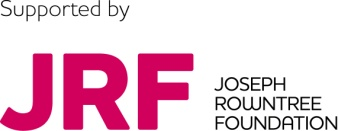 Supported by
JRF
JOSEPH
ROWNTREE
FOUNDATION